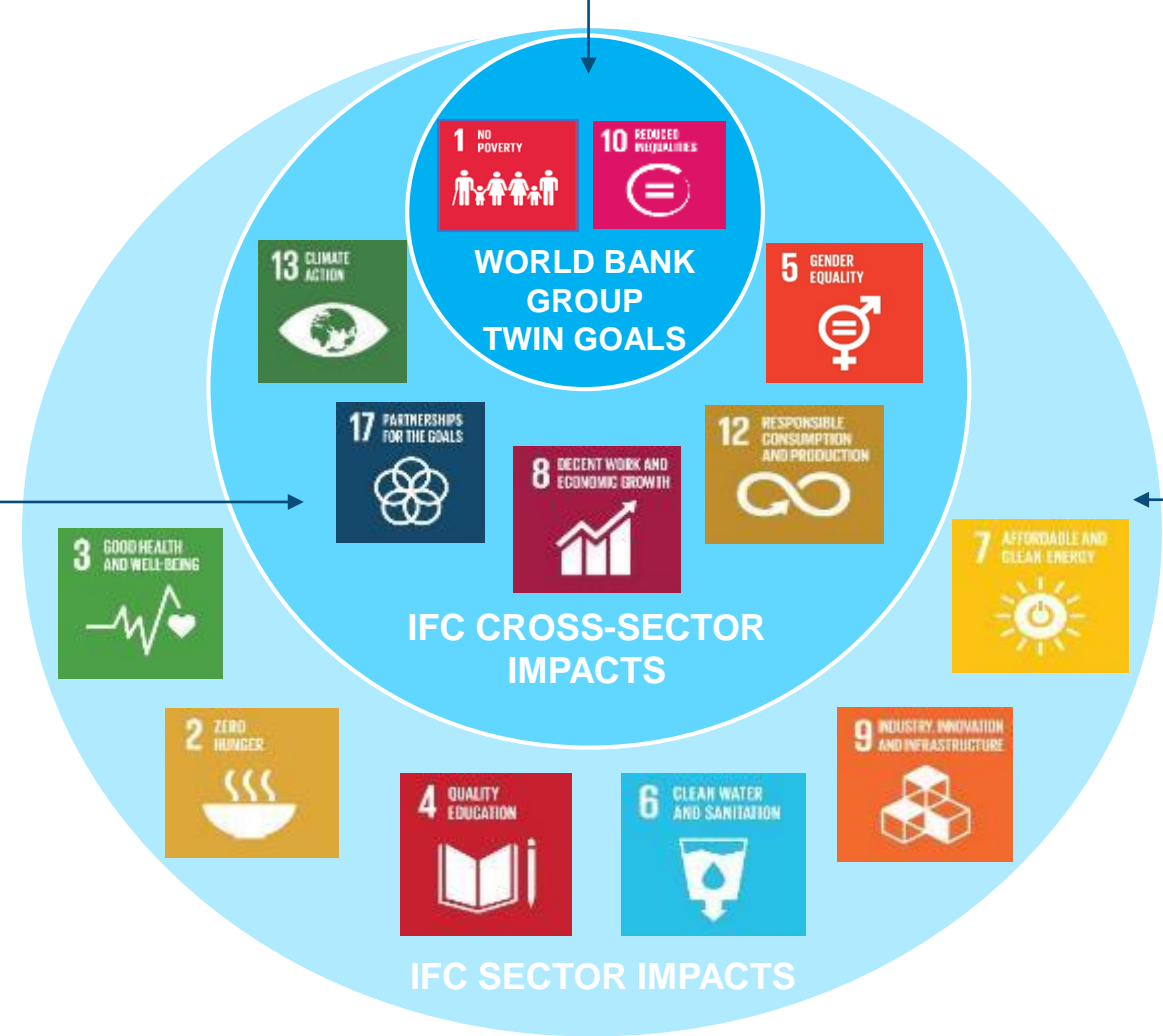 1 NO
POVERTY
10 REDUCED
INEQUALITIES
WORLD BANK
GROUP
TWIN GOALS
13 CLIMATE
ACTION
5 GENDER
EQUALITY
17 PARTNERSHIPS
FOR THE GOALS
8 DECENT WORK AND
ECONOMIC GROWTH
12 RESPONSIBLE
CONSUMPTION
AND PRODUCTION
IFC CROSS-SECTOR
IMPACTS
3 GOOD HEALTH
AND WELL-BEING
7 AFFORDABLE AND
CLEAN ENERGY
2 ZERO
HUNGER
4 QUALITY
EDUCATION
6 CLEAN WATER
AND SANITATION
9 INDUSTRY, INNOVATION
AND INFRASTRUCTURE
IFC SECTOR IMPACTS